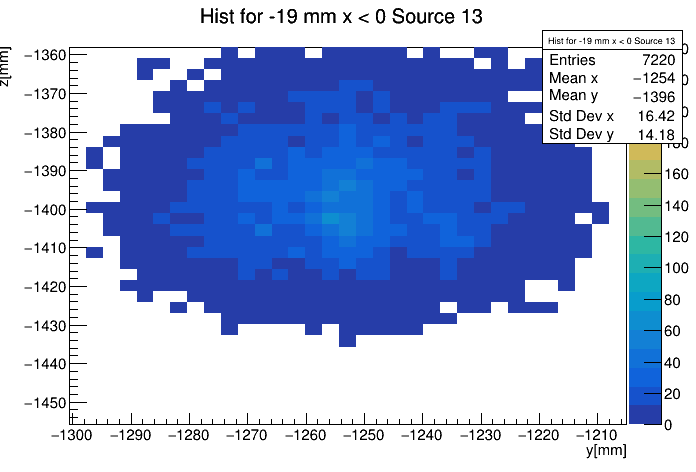 Hist for -19 mm x < 0 Source 13
Hist for -19 mm x < 0 Source 13
Entries 7220
Mean x −1254
Mean y −1396
Std Dev x 16.42
Std Dev y 14.18
z[mm]
−1360
−1370
−1380
−1390
−1400
−1410
−1420
−1430
−1440
−1450
160
140
120
100
80
60
40
20
0
−1300 −1290 −1280 −1270 −1260 −1250 −1240 −1230 −1220 −1210
y[mm]